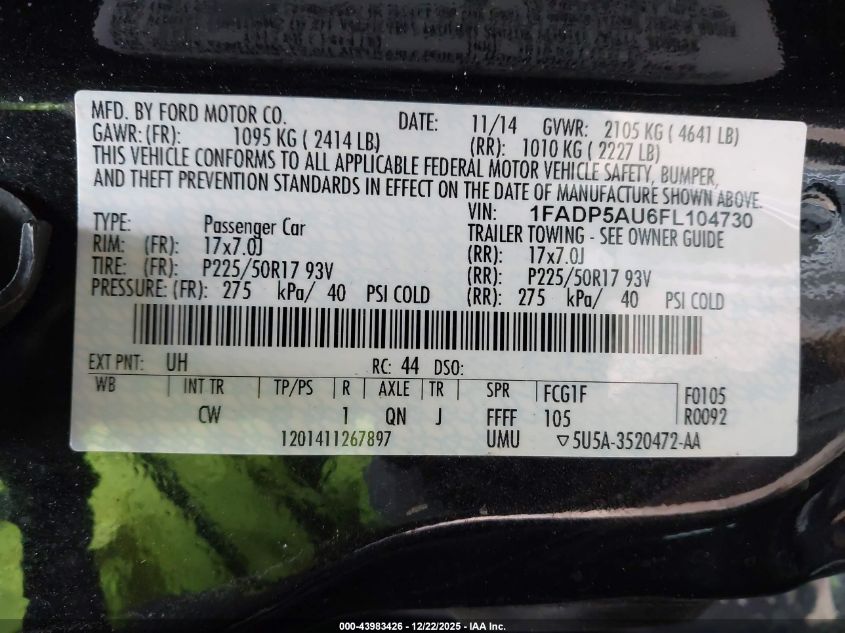 MFD. BY FORD MOTOR CO. DATE: 11/14 GVWR: 2105 KG ( 4641 LB)
GAWR: (FR): 1095 KG ( 2414 LB) (RR): 1010 KG ( 2227 LB)
THIS VEHICLE CONFORMS TO ALL APPLICABLE FEDERAL MOTOR VEHICLE SAFETY, BUMPER,
AND THEFT PREVENTION STANDARDS IN EFFECT ON THE DATE OF MANUFACTURE SHOWN ABOVE.
VIN: 1FADP5AU6FL104730
TYPE: Passenger Car TRAILER TOWING - SEE OWNER GUIDE
RIM: (FR): 17x7.0J (RR): 17x7.0J
TIRE: (FR): P225/50R17 93V (RR): P225/50R17 93V
PRESSURE: (FR): 275 kPa/ 40 PSI COLD (RR): 275 kPa/ 40 PSI COLD
EXT PNT: UH RC: 44 DSO:
WB INT TR TP/PS R AXLE TR SPR FCG1F F0105
CW 1 QN J FFFF 105 R0092
1201411267897 UMU ▽5U5A-3520472-AA
000-43983426 - 12/22/2025 - IAA Inc.